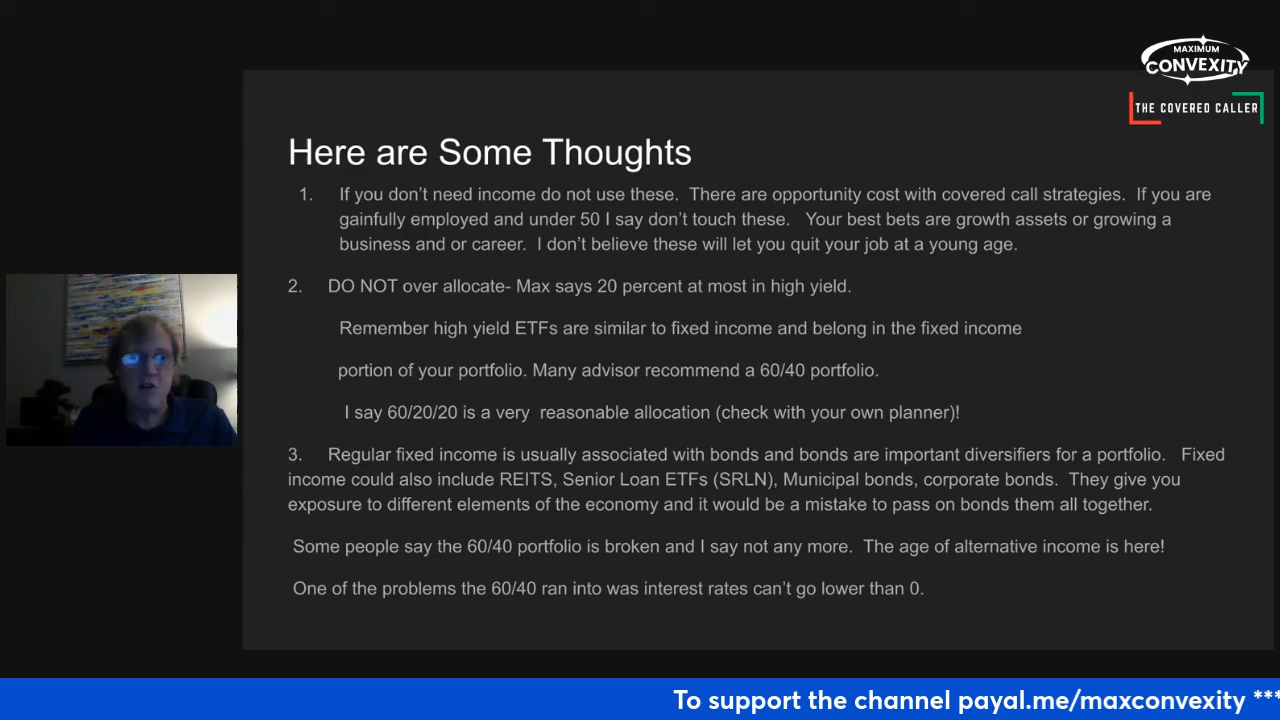 MAXIMUM
CONVEXITY
THE COVERED CALLER
Here are Some Thoughts
1. If you don't need income do not use these. There are opportunity cost with covered call strategies. If you are
gainfully employed and under 50 I say don't touch these. Your best bets are growth assets or growing a
business and or career. I don't believe these will let you quit your job at a young age.
2. DO NOT over allocate- Max says 20 percent at most in high yield.
Remember high yield ETFs are similar to fixed income and belong in the fixed income
portion of your portfolio. Many advisor recommend a 60/40 portfolio.
I say 60/20/20 is a very reasonable allocation (check with your own planner)!
3. Regular fixed income is usually associated with bonds and bonds are important diversifiers for a portfolio. Fixed
income could also include REITS, Senior Loan ETFs (SRLN), Municipal bonds, corporate bonds. They give you
exposure to different elements of the economy and it would be a mistake to pass on bonds them all together.
Some people say the 60/40 portfolio is broken and I say not any more. The age of alternative income is here!
One of the problems the 60/40 ran into was interest rates can't go lower than 0.
To support the channel payal.me/maxconvexity ***